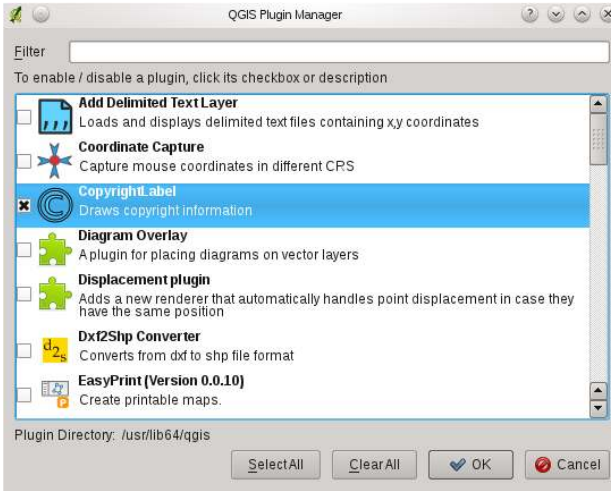 QGIS Plugin Manager
Filter
To enable / disable a plugin, click its checkbox or description
Add Delimited Text Layer
Loads and displays delimited text files containing x,y coordinates
Coordinate Capture
Capture mouse coordinates in different CRS
CopyrightLabel
Draws copyright information
Diagram Overlay
A plugin for placing diagrams on vector layers
Displacement plugin
Adds a new renderer that automatically handles point displacement in case they
have the same position
d2s
Dxf2Shp Converter
Converts from dxf to shp file format
EasyPrint (Version 0.0.10)
Create printable maps.
Plugin Directory: /usr/lib64/qgis
Select All
Clear All
OK
Cancel